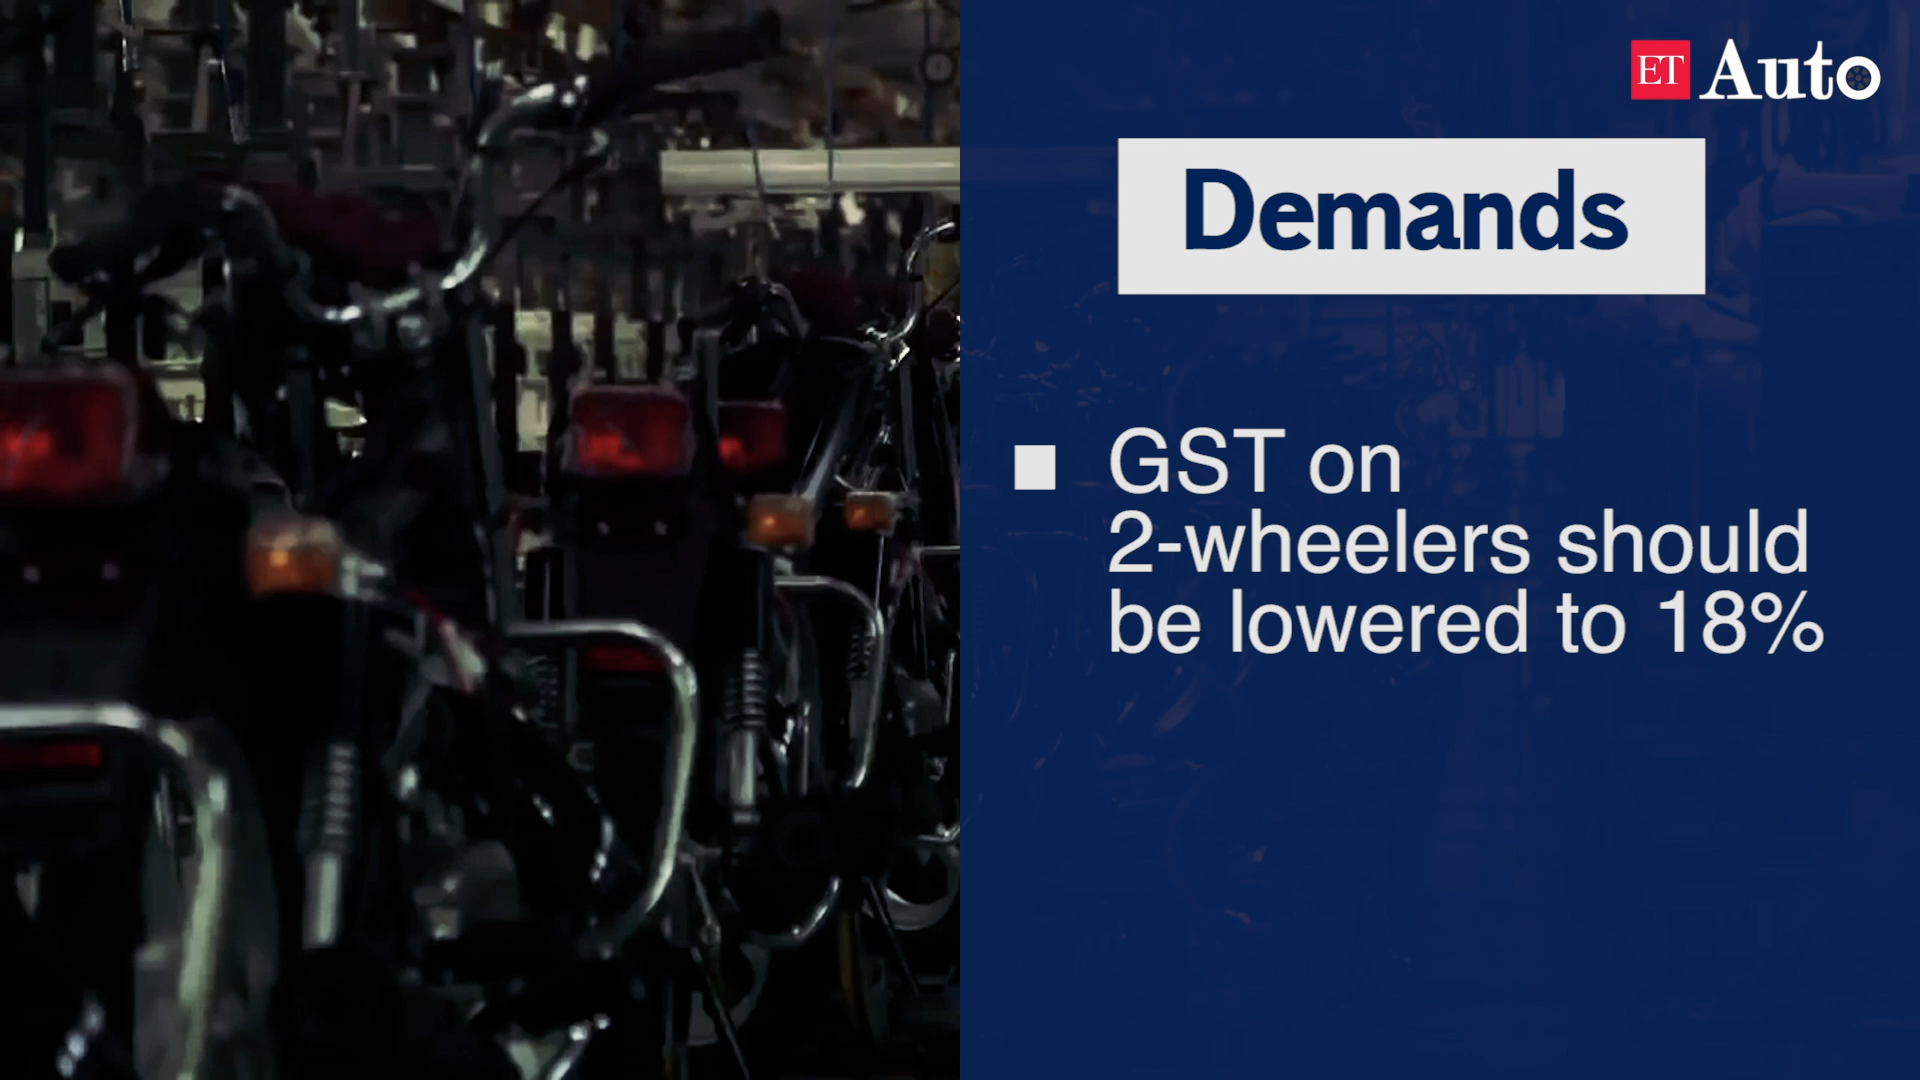 ET Auto
Demands
GST on
2-wheelers should
be lowered to 18%